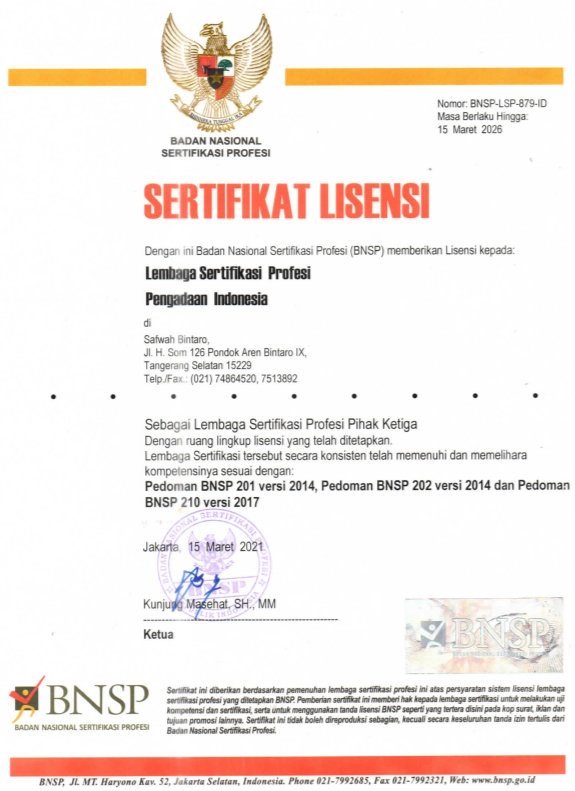 BHINNEKA TUNGGAL IKA
BADAN NASIONAL
SERTIFIKASI PROFESI
Nomor: BNSP-LSP-879-ID
Masa Berlaku Hingga:
15 Maret 2026
SERTIFIKAT LISENSI
Dengan ini Badan Nasional Sertifikasi Profesi (BNSP) memberikan Lisensi kepada:
Lembaga Sertifikasi Profesi
Pengadaan Indonesia
di
Safwah Bintaro,
Jl. H. Som 126 Pondok Aren Bintaro IX,
Tangerang Selatan 15229
Telp./Fax.: (021) 74864520, 7513892
Sebagai Lembaga Sertifikasi Profesi Pihak Ketiga
Dengan ruang lingkup lisensi yang telah ditetapkan.
Lembaga Sertifikasi tersebut secara konsisten telah memenuhi dan memelihara
kompetensinya sesuai dengan:
Pedoman BNSP 201 versi 2014, Pedoman BNSP 202 versi 2014 dan Pedoman
BNSP 210 versi 2017
Jakarta, 15 Maret 2021
BADAN NASIONAL SERTIFIKASI PROFESI
BNSP
Kunjung Masehat, SH., MM
Ketua
BNSP
BNSP
BADAN NASIONAL SERTIFIKASI PROFESI
Sertifikat ini diberikan berdasarkan pemenuhan lembaga sertifikasi profesi ini atas persyaratan sistem lisensi lembaga
sertifikasi profesi yang ditetapkan BNSP. Pemberian sertifikat ini memberi hak kepada lembaga sertifikasi untuk melakukan uji
kompetensi dan sertifikasi, serta untuk menggunakan tanda lisensi BNSP seperti yang tertera disini pada kop surat, iklan dan
tujuan promosi lainnya. Sertifikat ini tidak boleh direproduksi sebagian, kecuali secara keseluruhan tanda izin tertulis dari
Badan Nasional Sertifikasi Profesi.
BNSP, Jl. MT. Haryono Kav. 52, Jakarta Selatan, Indonesia. Phone 021-7992685, Fax 021-7992321, Web: www.bnsp.go.id